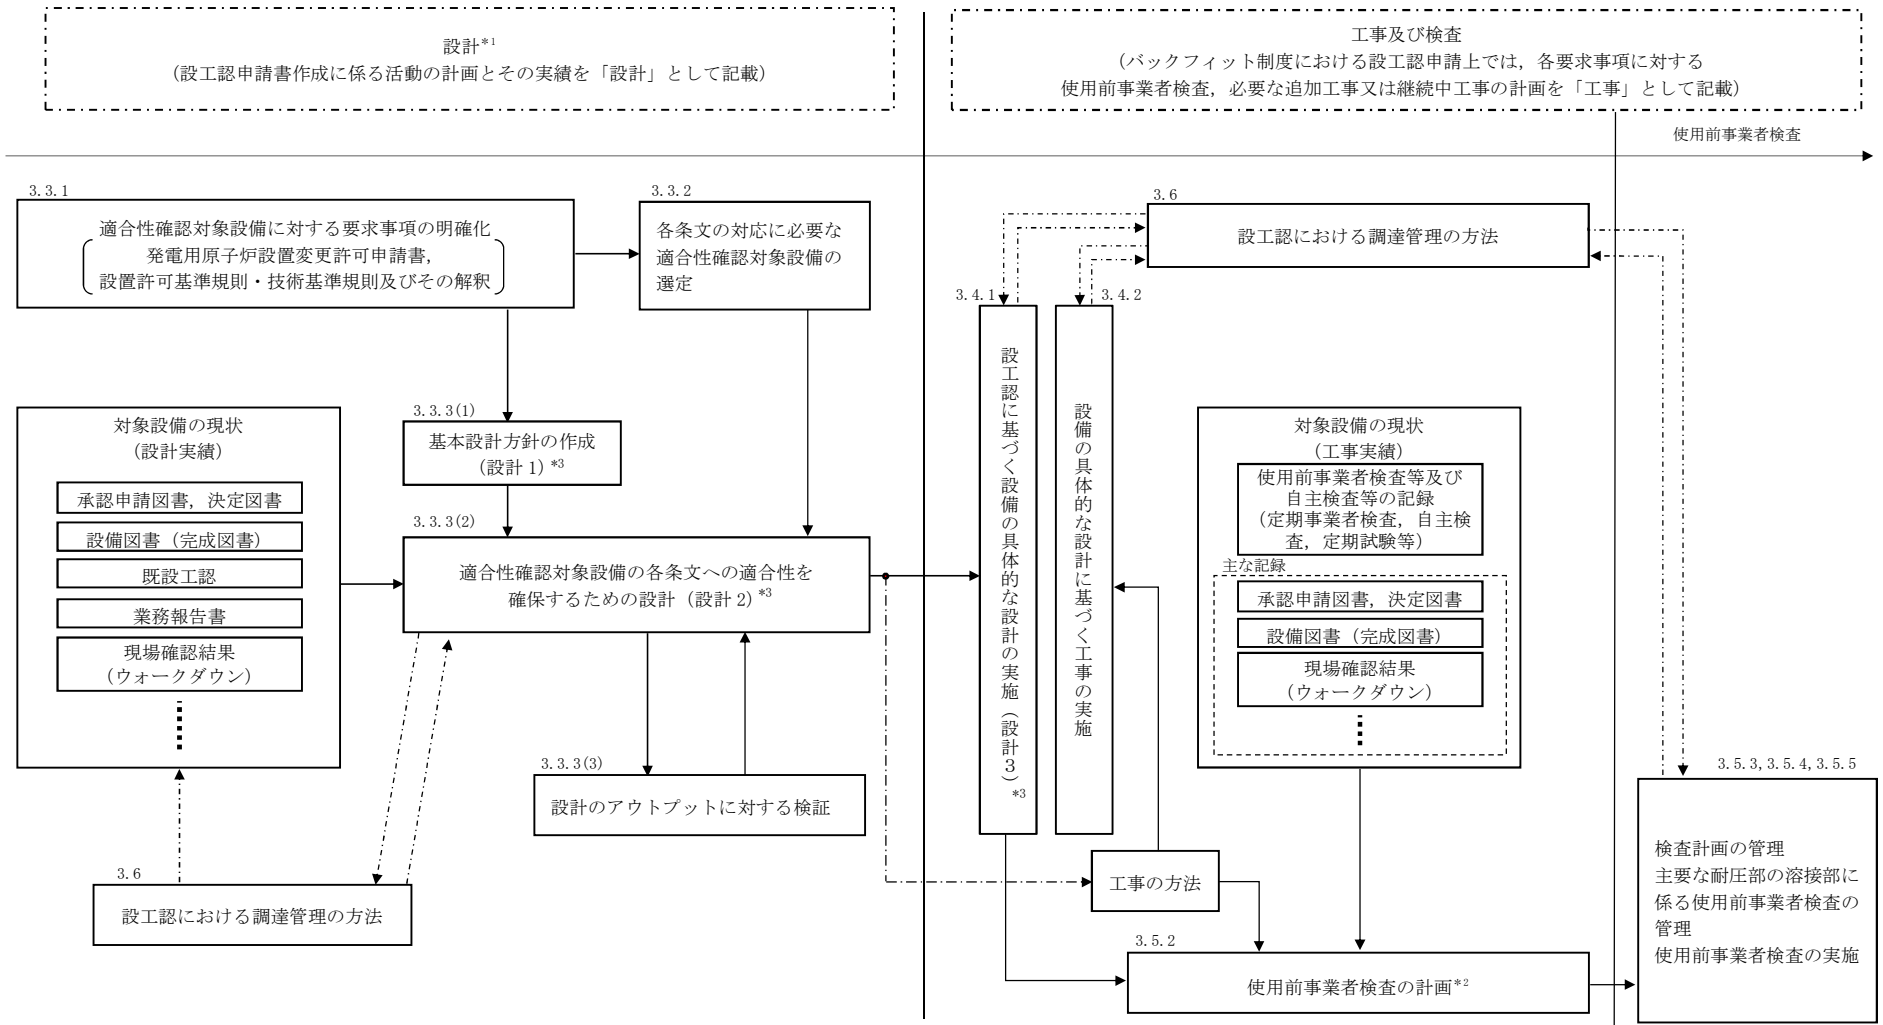 設計*1
(設工認申請書作成に係る活動の計画とその実績を「設計」として記載)
工事及び検査
(バックフィット制度における設工認申請上では，各要求事項に対する
使用前事業者検査，必要な追加工事又は継続中工事の計画を「工事」として記載)
使用前事業者検査
3.3.1
適合性確認対象設備に対する要求事項の明確化
発電用原子炉設置変更許可申請書，
設置許可基準規則・技術基準規則及びその解釈
3.3.2
各条文の対応に必要な
適合性確認対象設備の
選定
対象設備の現状
(設計実績)
承認申請図書，決定図書
設備図書（完成図書）
既設工認
業務報告書
現場確認結果
(ウォークダウン)
3.3.3(1)
基本設計方針の作成
(設計1) *3
3.3.3(2)
適合性確認対象設備の各条文への適合性を
確保するための設計（設計2）*3
3.3.3(3)
設計のアウトプットに対する検証
3.6
設工認における調達管理の方法
3.6
設工認における調達管理の方法
3.4.1
設工認に基づく設備の具体的な設計の実施（設計3）*3
3.4.2
設備の具体的な設計に基づく工事の実施
対象設備の現状
(工事実績)
使用前事業者検査等及び
自主検査等の記録
(定期事業者検査，自主検
査，定期試験等)
主な記録
承認申請図書，決定図書
設備図書（完成図書）
現場確認結果
(ウォークダウン)
工事の方法
3.5.2
使用前事業者検査の計画*2
3.5.3,3.5.4,3.5.5
検査計画の管理
主要な耐圧部の溶接部に
係る使用前事業者検査の
管理
使用前事業者検査の実施